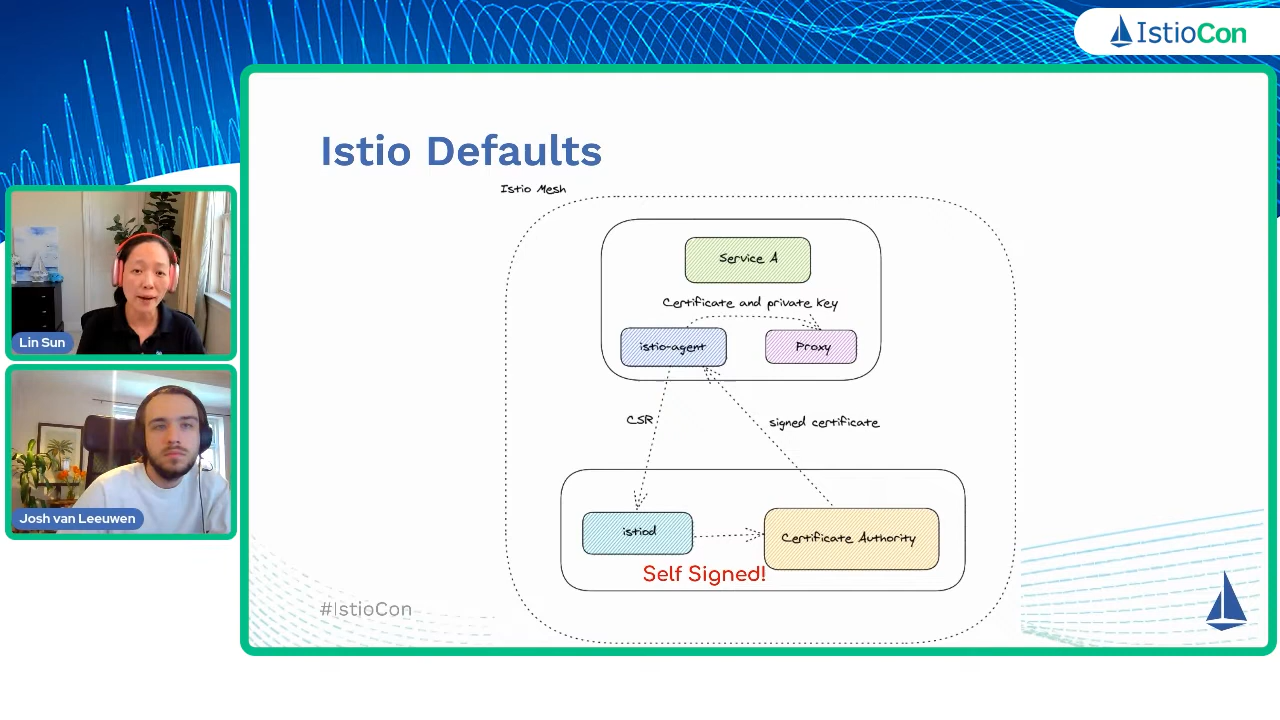 IstioCon
Istio Defaults
Istio Mesh
Service A
Certificate and private key
istio-agent
Proxy
CSR
signed certificate
istiod
Certificate Authority
Self Signed!
#IstioCon
Lin Sun
Josh van Leeuwen